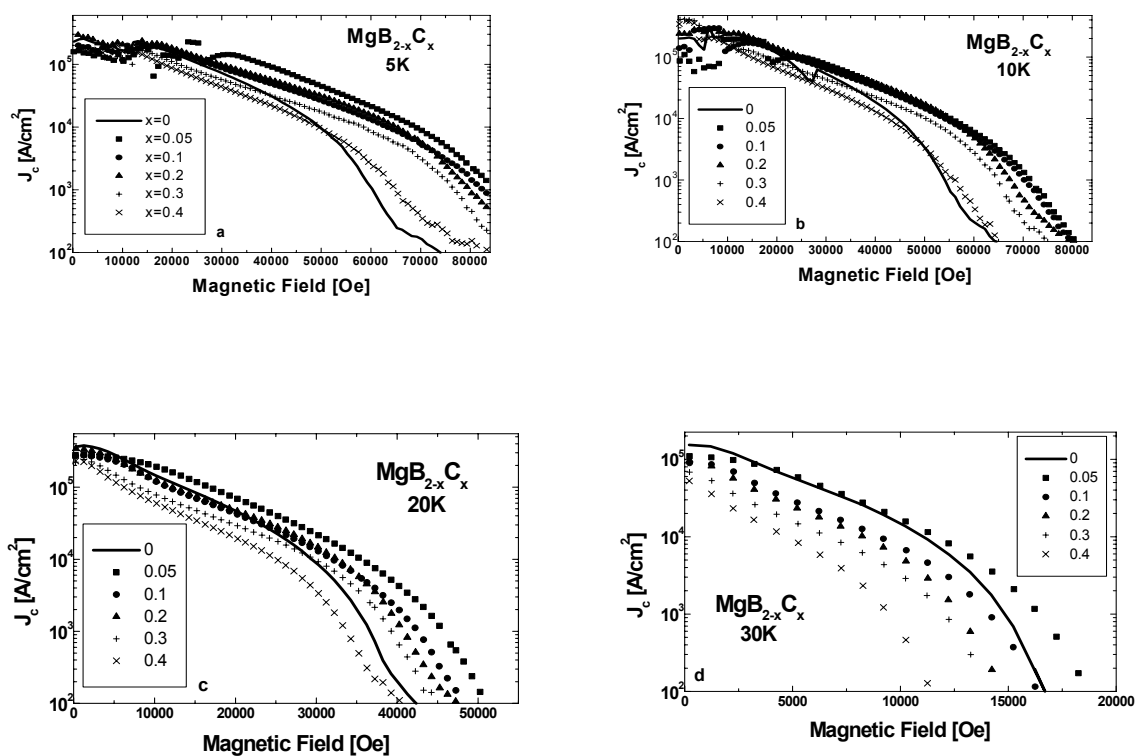 MgB2-xCx
5K
x=0
x=0.05
x=0.1
x=0.2
x=0.3
x=0.4
a
Jc [A/cm2]
10^5
10^4
10^3
10^2
0 10000 20000 30000 40000 50000 60000 70000 80000
Magnetic Field [Oe]
MgB2-xCx
10K
0
0.05
0.1
0.2
0.3
0.4
b
Jc [A/cm2]
10^5
10^4
10^3
10^2
0 10000 20000 30000 40000 50000 60000 70000 80000
Magnetic Field [Oe]
MgB2-xCx
20K
0
0.05
0.1
0.2
0.3
0.4
c
Jc [A/cm2]
10^5
10^4
10^3
10^2
0 10000 20000 30000 40000 50000
Magnetic Field [Oe]
0
0.05
0.1
0.2
0.3
0.4
MgB2-xCx
30K
d
Jc [A/cm2]
10^5
10^4
10^3
10^2
0 5000 10000 15000 20000
Magnetic Field [Oe]